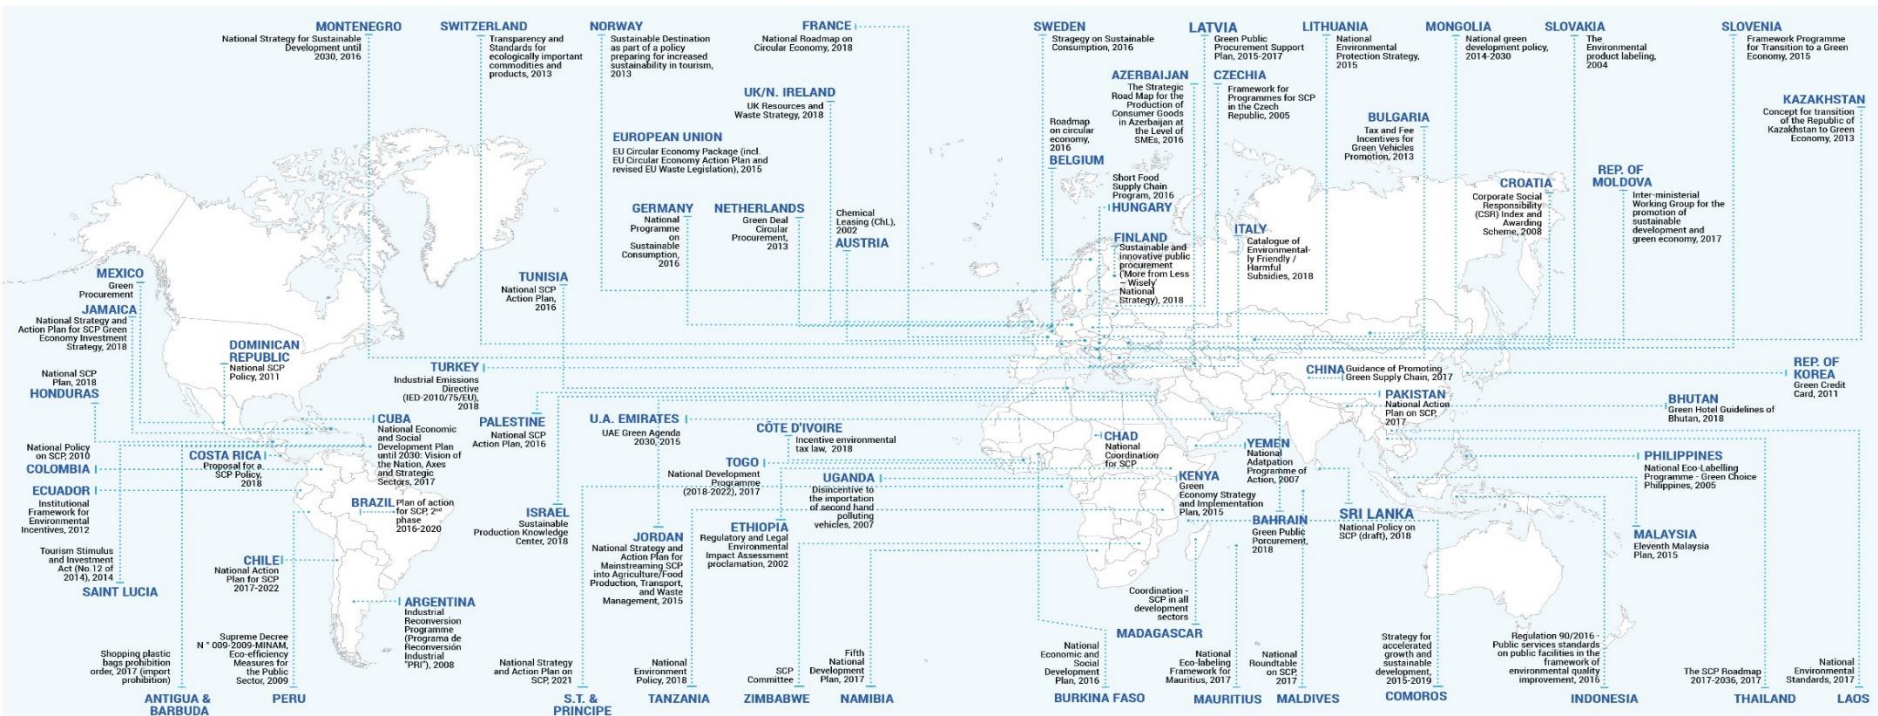 MONTENEGRO
National Strategy for Sustainable
Development until
2030, 2016
SWITZERLAND
Transparency and
Standards for
ecologically important
commodities and
products, 2013
NORWAY
Sustainable Destination
as part of a policy
preparing for increased
sustainability in tourism,
2013
FRANCE
National Roadmap on
Circular Economy, 2018
SWEDEN
Stragegy on Sustainable
Consumption, 2016
LATVIA
Green Public
Procurement Support
Plan, 2015-2017
LITHUANIA
National
Environmental
Protection Strategy,
2015
MONGOLIA
National green
development policy,
2014-2030
SLOVAKIA
The
Environmental
product labeling,
2004
SLOVENIA
Framework Programme
for Transition to a Green
Economy, 2015
UK/N. IRELAND
UK Resources and
Waste Strategy, 2018
AZERBAIJAN
The Strategic
Road Map for the
Production of
Consumer Goods
in Azerbaijan at
the Level of
SMEs, 2016
CZECHIA
Framework for
Programmes for SCP
in the Czech
Republic, 2005
KAZAKHSTAN
Concept for transition
of the Republic of
Kazakhstan to Green
Economy, 2013
EUROPEAN UNION
EU Circular Economy Package (incl.
EU Circular Economy Action Plan and
revised EU Waste Legislation), 2015
Roadmap
on circular
economy,
2016
BELGIUM
BULGARIA
Tax and Fee
Incentives for
Green Vehicles
Promotion, 2013
Short Food
Supply Chain
Program, 2016
HUNGARY
CROATIA
Corporate Social
Responsibility
(CSR) Index and
Awarding
Scheme, 2008
REP. OF
MOLDOVA
Inter-ministerial
Working Group for the
promotion of
sustainable
development and
green economy, 2017
GERMANY
National
Programme
on
Sustainable
Consumption,
2016
NETHERLANDS
Green Deal
Circular
Procurement,
2013
Chemical
Leasing (ChL),
2002
AUSTRIA
FINLAND
Sustainable and
innovative public
procurement
('More from Less
– Wisely'
National
Strategy), 2018
ITALY
Catalogue of
Environmental-
ly Friendly /
Harmful
Subsidies, 2018
MEXICO
Green
Procurement
JAMAICA
National Strategy and
Action Plan for SCP Green
Economy Investment
Strategy, 2018
TUNISIA
National SCP
Action Plan,
2016
DOMINICAN
REPUBLIC
National SCP
Policy, 2011
National SCP
Plan, 2018
HONDURAS
TURKEY
Industrial Emissions
Directive
(IED-2010/75/EU),
2018
CHINA
Guidance of Promoting
Green Supply Chain, 2017
REP. OF
KOREA
Green Credit
Card, 2011
PAKISTAN
National Action
Plan on SCP,
2017
BHUTAN
Green Hotel Guidelines of
Bhutan, 2018
CUBA
National Economic
and Social
Development Plan
until 2030: Vision of
the Nation, Axes
and Strategic
Sectors, 2017
PALESTINE
National SCP
Action Plan, 2016
U.A. EMIRATES
UAE Green Agenda
2030, 2015
CÔTE D'IVOIRE
Incentive environmental
tax law, 2018
CHAD
National
Coordination
for SCP
YEMEN
National
Adatpation
Programme of
Action, 2007
National Policy
on SCP, 2010
COLOMBIA
COSTA RICA
Proposal for a
SCP Policy,
2018
TOGO
National Development
Programme
(2018-2022), 2017
UGANDA
Disincentive to
the importation
of second hand
polluting
vehicles, 2007
KENYA
Green
Economy Strategy
and Implementation
Plan, 2015
PHILIPPINES
National Eco-Labelling
Programme - Green Choice
Philippines, 2005
ECUADOR
Institutional
Framework for
Environmental
Incentives, 2012
BRAZIL
Plan of action
for SCP, 2nd
phase
2016-2020
ISRAEL
Sustainable
Production Knowledge
Center, 2018
JORDAN
National Strategy and
Action Plan for
Mainstreaming SCP
into Agriculture/Food
Production, Transport,
and Waste
Management, 2015
ETHIOPIA
Regulatory and Legal
Environmental
Impact Assessment
proclamation, 2002
BAHRAIN
Green Public
Porcurement,
2018
SRI LANKA
National Policy on
SCP (draft), 2018
MALAYSIA
Eleventh Malaysia
Plan, 2015
Tourism Stimulus
and Investment
Act (No.12 of
2014), 2014
SAINT LUCIA
CHILE
National Action
Plan for SCP
2017-2022
ARGENTINA
Industrial
Reconversion
Programme
(Programa de
Reconversión
Industrial
"PRI"), 2008
Coordination -
SCP in all
development
sectors
MADAGASCAR
Shopping plastic
bags prohibition
order, 2017 (import
prohibition)
ANTIGUA &
BARBUDA
Supreme Decree
N ° 009-2009-MINAM,
Eco-efficiency
Measures for
the Public
Sector, 2009
PERU
National Strategy
and Action Plan on
SCP, 2021
S.T. &
PRINCIPE
National
Environment
Policy, 2018
TANZANIA
SCP
Committee
ZIMBABWE
Fifth
National
Development
Plan, 2017
NAMIBIA
National
Economic and
Social
Development
Plan, 2016
BURKINA FASO
National
Eco-labeling
Framework for
Mauritius, 2017
MAURITIUS
National
Roundtable
on SCP,
2017
MALDIVES
Strategy for
accelerated
growth and
sustainable
development,
2015-2019
COMOROS
Regulation 90/2016 -
Public services standards
on public facilities in the
framework of
environmental quality
improvement, 2016
INDONESIA
The SCP Roadmap
2017-2036, 2017
THAILAND
National
Environmental
Standards, 2017
LAOS